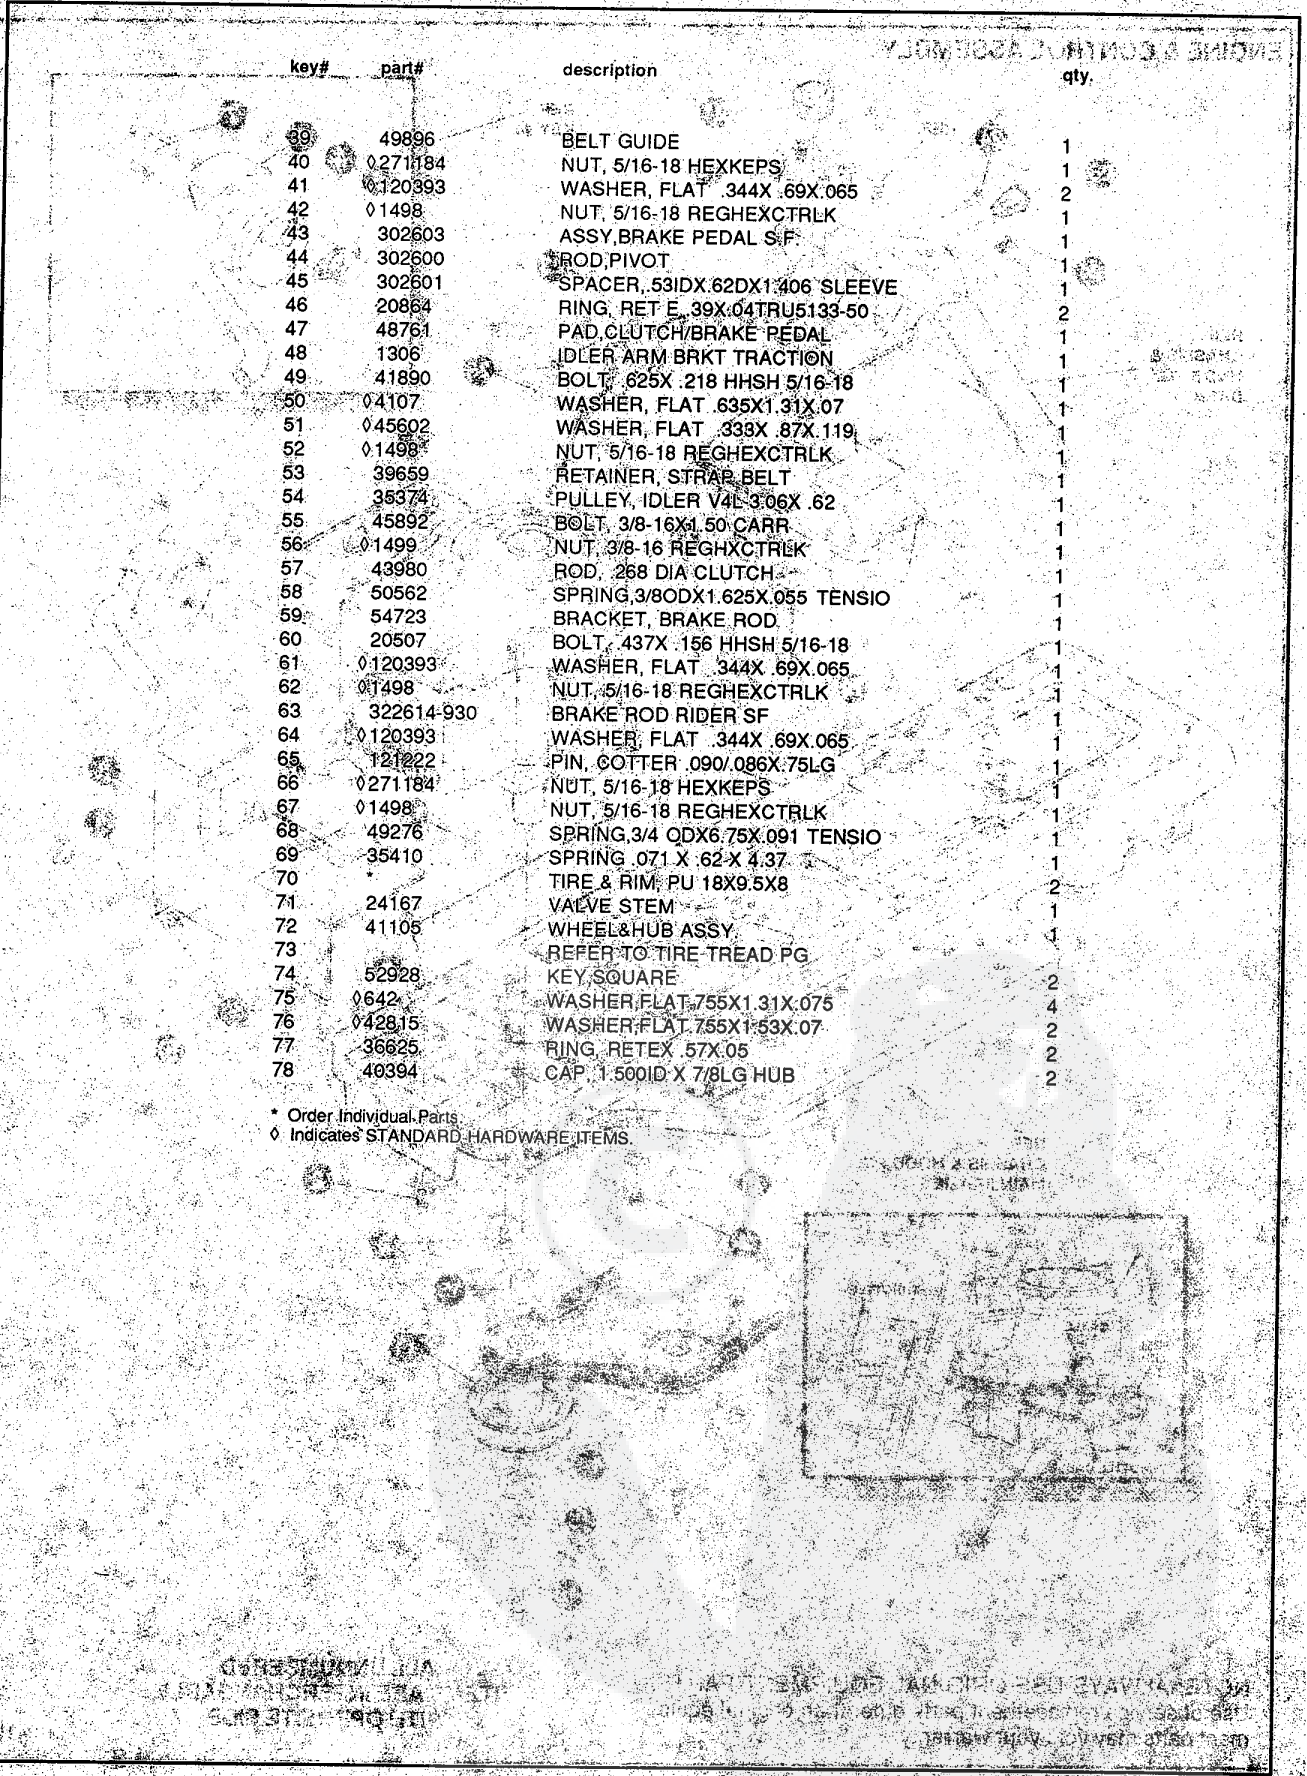 key# part# description qty.
39 49896 BELT GUIDE 1
40 ◊271184 NUT, 5/16-18 HEXKEPS 1
41 ◊120393 WASHER, FLAT .344X .69X.065 2
42 ◊1498 NUT, 5/16-18 REGHEXCTRLK 1
43 302603 ASSY,BRAKE PEDAL S.F. 1
44 302600 ROD,PIVOT 1
45 302601 SPACER,.53IDX.62DX1.406 SLEEVE 1
46 20864 RING, RET E .39X.04TRU5133-50 2
47 48761 PAD,CLUTCH/BRAKE PEDAL 1
48 1306 IDLER ARM BRKT TRACTION 1
49 41890 BOLT, .625X .218 HHSH 5/16-18 1
50 ◊4107 WASHER, FLAT .635X1.31X.07 1
51 ◊45602 WASHER, FLAT .333X .87X.119 1
52 ◊1498 NUT, 5/16-18 REGHEXCTRLK 1
53 39659 RETAINER, STRAP BELT 1
54 35374 PULLEY, IDLER V4L 3.06X .62 1
55 45892 BOLT, 3/8-16X1.50 CARR 1
56 ◊1499 NUT, 3/8-16 REGHXCTRLK 1
57 43980 ROD, .268 DIA CLUTCH 1
58 50562 SPRING,3/8ODX1.625X.055 TENSIO 1
59 54723 BRACKET, BRAKE ROD 1
60 20507 BOLT, .437X .156 HHSH 5/16-18 1
61 ◊120393 WASHER, FLAT .344X .69X.065 1
62 ◊1498 NUT, 5/16-18 REGHEXCTRLK 1
63 322614-930 BRAKE ROD RIDER SF 1
64 ◊120393 WASHER, FLAT .344X .69X.065 1
65 121222 PIN, COTTER .090/.086X.75LG 1
66 ◊271184 NUT, 5/16-18 HEXKEPS 1
67 ◊1498 NUT, 5/16-18 REGHEXCTRLK 1
68 49276 SPRING,3/4 ODX6.75X.091 TENSIO 1
69 35410 SPRING .071 X .62 X 4.37 1
70 * TIRE & RIM, PU 18X9.5X8 2
71 24167 VALVE STEM 1
72 41105 WHEEL&HUB ASSY 1
73 REFER TO TIRE TREAD PG
74 52928 KEY,SQUARE 2
75 ◊642 WASHER,FLAT.755X1.31X.075 4
76 ◊42815 WASHER,FLAT.755X1.53X.07 2
77 36625 RING, RETEX .57X.05 2
78 40394 CAP, 1.500ID X 7/8LG HUB 2
* Order Individual Parts
◊ Indicates STANDARD HARDWARE ITEMS.